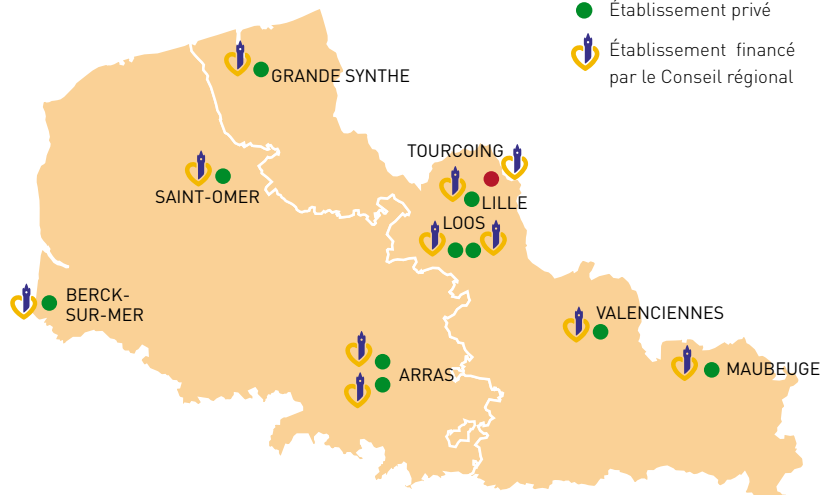 Établissement privé
Établissement financé
par le Conseil régional
GRANDE SYNTHE
TOURCOING
SAINT-OMER
LILLE
LOOS
BERCK-
SUR-MER
VALENCIENNES
ARRAS
MAUBEUGE